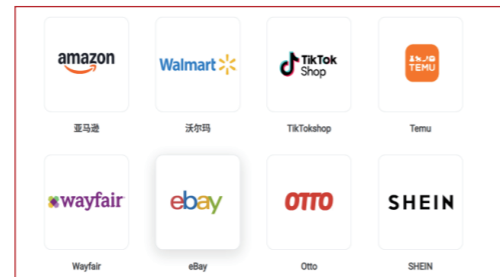 amazon
Walmart
TikTok
Shop
TEMU
亚马逊
沃尔玛
TikTokshop
Temu
wayfair
ebay
OTTO
SHEIN
Wayfair
eBay
Otto
SHEIN